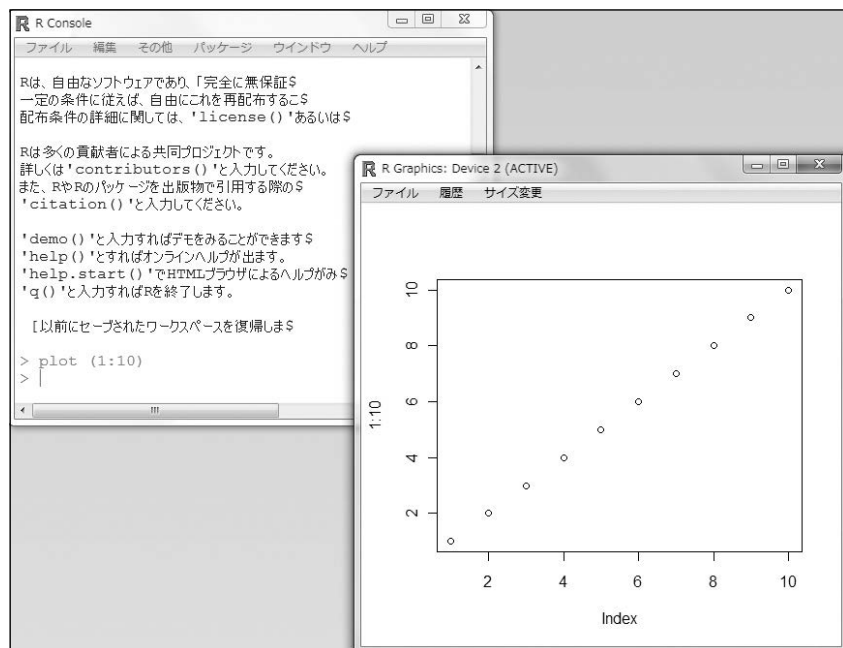 R Console
ファイル 編集 その他 パッケージ ウインドウ ヘルプ
Rは、自由なソフトウェアであり、「完全に無保証$
一定の条件に従えば、自由にこれを再配布するこ$
配布条件の詳細に関しては、'license()'あるいは$
Rは多くの貢献者による共同プロジェクトです。
詳しくは'contributors()'と入力してください。
また、RやRのパッケージを出版物で引用する際の$
'citation()'と入力してください。
'demo()'と入力すればデモをみることができます$
'help()'とすればオンラインヘルプが出ます。
'help.start()'でHTMLブラウザによるヘルプがみ$
'q()'と入力すればRを終了します。
[以前にセーブされたワークスペースを復帰しま$
> plot (1:10)
>
R Graphics: Device 2 (ACTIVE)
ファイル 履歴 サイズ変更
10
8
6
4
2
1:10
2 4 6 8 10
Index